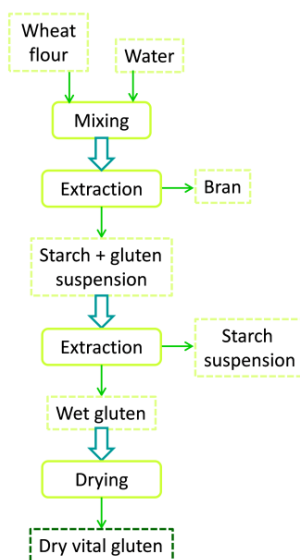 Wheat
flour
Water
Mixing
Extraction
Bran
Starch + gluten
suspension
Extraction
Starch
suspension
Wet gluten
Drying
Dry vital gluten